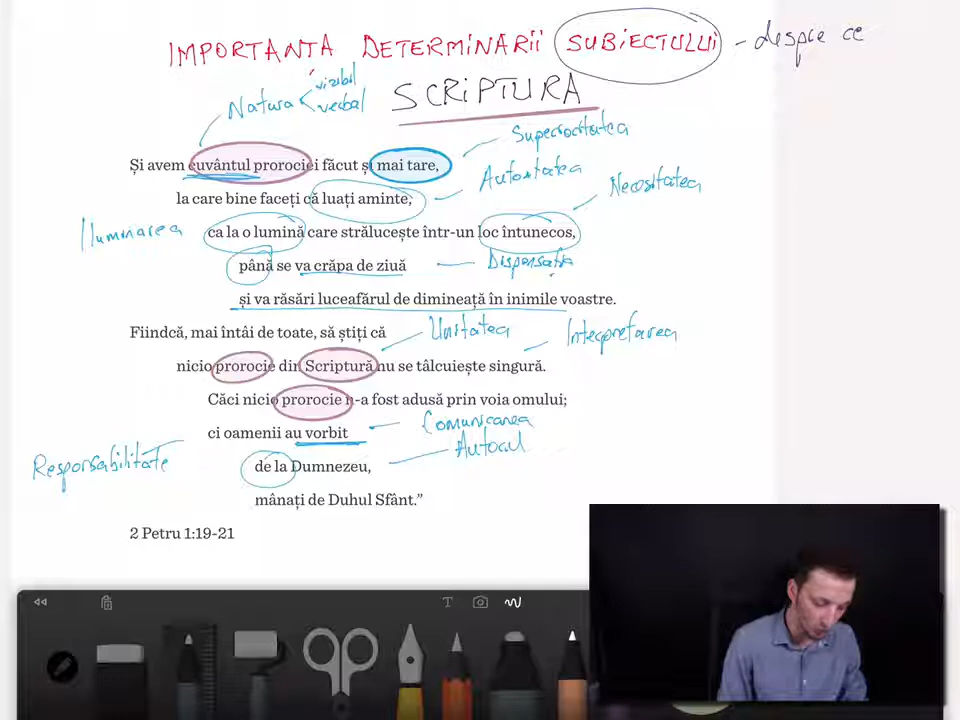 IMPORTANTA DETERMINARII SUBIECTULUI - despre ce
SCRIPTURA
Natura
vizibil
verbal
Superioritatea
Și avem cuvântul prorociei făcut și mai tare,
Autoritatea
Necesitatea
la care bine faceți că luați aminte,
Iluminarea
ca la o lumină care strălucește într-un loc întunecos,
până se va crăpa de ziuă
Dispensația
și va răsări luceafărul de dimineață în inimile voastre.
Fiindcă, mai întâi de toate, să știți că
Unitatea
Interpretarea
nicio prorocie din Scriptură nu se tâlcuiește singură.
Căci nicio prorocie n-a fost adusă prin voia omului;
ci oamenii au vorbit
Comunicarea
Autorul
Responsabilitate
de la Dumnezeu,
mânați de Duhul Sfânt.”
2 Petru 1:19-21
T